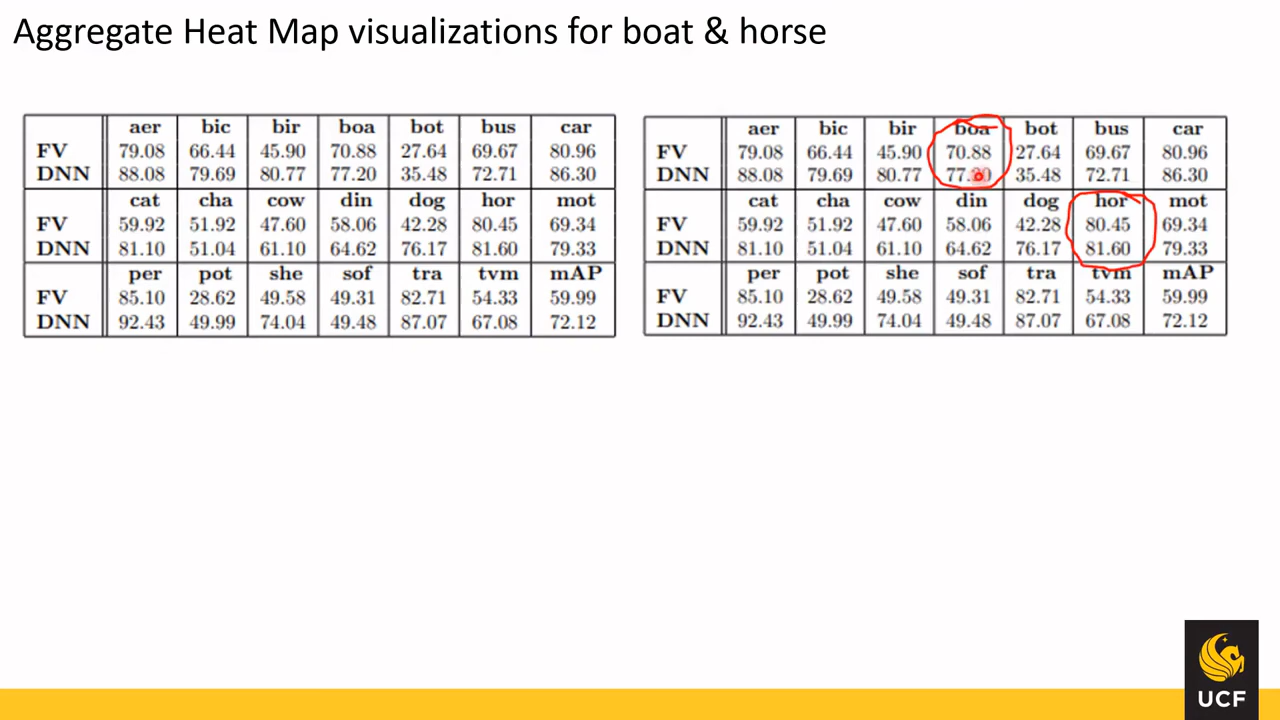 Aggregate Heat Map visualizations for boat & horse
aer bic bir boa bot bus car
FV 79.08 66.44 45.90 70.88 27.64 69.67 80.96
DNN 88.08 79.69 80.77 77.20 35.48 72.71 86.30
cat cha cow din dog hor mot
FV 59.92 51.92 47.60 58.06 42.28 80.45 69.34
DNN 81.10 51.04 61.10 64.62 76.17 81.60 79.33
per pot she sof tra tvm mAP
FV 85.10 28.62 49.58 49.31 82.71 54.33 59.99
DNN 92.43 49.99 74.04 49.48 87.07 67.08 72.12
aer bic bir boa bot bus car
FV 79.08 66.44 45.90 70.88 27.64 69.67 80.96
DNN 88.08 79.69 80.77 77.20 35.48 72.71 86.30
cat cha cow din dog hor mot
FV 59.92 51.92 47.60 58.06 42.28 80.45 69.34
DNN 81.10 51.04 61.10 64.62 76.17 81.60 79.33
per pot she sof tra tvm mAP
FV 85.10 28.62 49.58 49.31 82.71 54.33 59.99
DNN 92.43 49.99 74.04 49.48 87.07 67.08 72.12
UCF